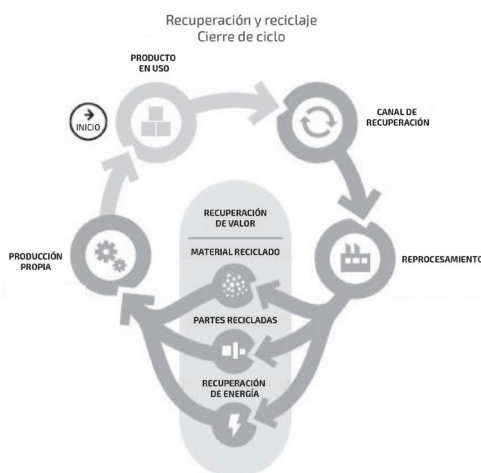 Recuperación y reciclaje
Cierre de ciclo
PRODUCTO
EN USO
INICIO
CANAL DE
RECUPERACIÓN
RECUPERACIÓN
DE VALOR
MATERIAL RECICLADO
PRODUCCIÓN
PROPIA
REPROCESAMIENTO
PARTES RECICLADAS
RECUPERACIÓN
DE ENERGÍA